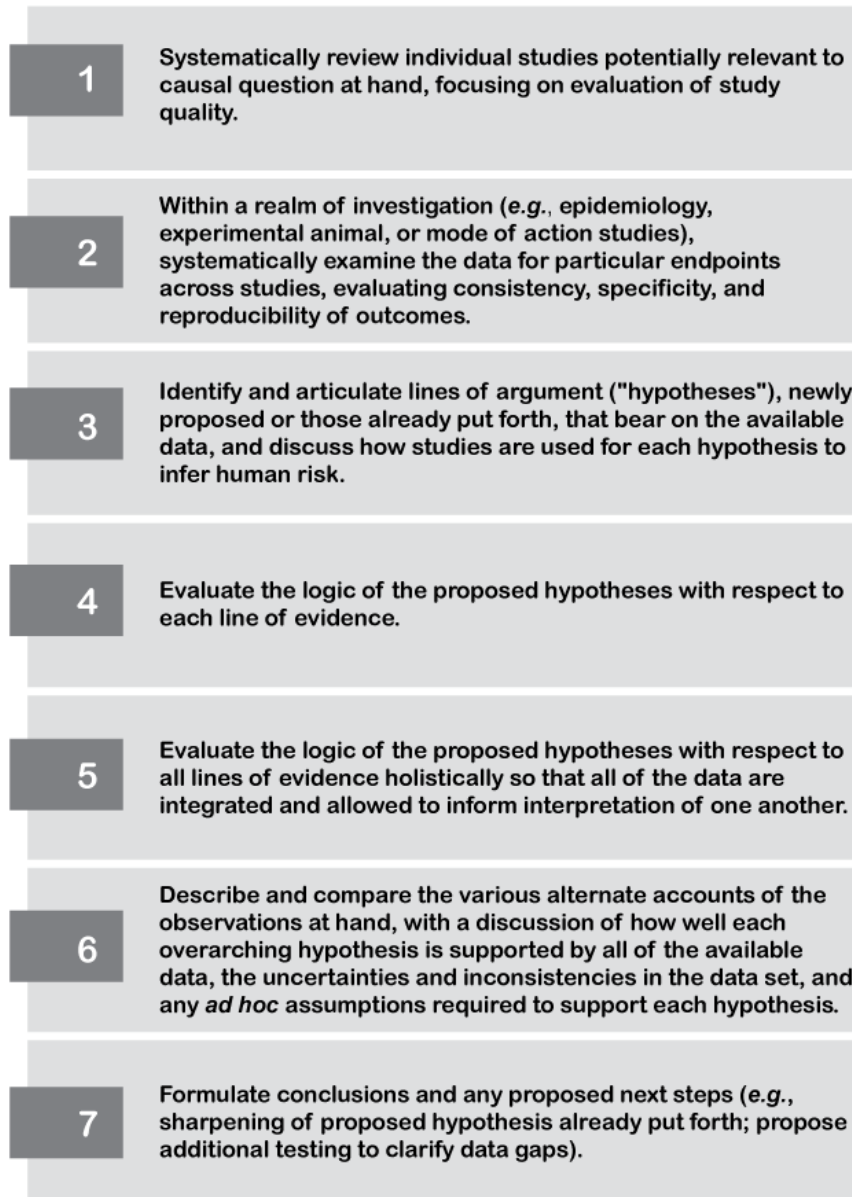 1
Systematically review individual studies potentially relevant to
causal question at hand, focusing on evaluation of study
quality.
2
Within a realm of investigation (e.g., epidemiology,
experimental animal, or mode of action studies),
systematically examine the data for particular endpoints
across studies, evaluating consistency, specificity, and
reproducibility of outcomes.
3
Identify and articulate lines of argument ("hypotheses"), newly
proposed or those already put forth, that bear on the available
data, and discuss how studies are used for each hypothesis to
infer human risk.
4
Evaluate the logic of the proposed hypotheses with respect to
each line of evidence.
5
Evaluate the logic of the proposed hypotheses with respect to
all lines of evidence holistically so that all of the data are
integrated and allowed to inform interpretation of one another.
6
Describe and compare the various alternate accounts of the
observations at hand, with a discussion of how well each
overarching hypothesis is supported by all of the available
data, the uncertainties and inconsistencies in the data set, and
any ad hoc assumptions required to support each hypothesis.
7
Formulate conclusions and any proposed next steps (e.g.,
sharpening of proposed hypothesis already put forth; propose
additional testing to clarify data gaps).